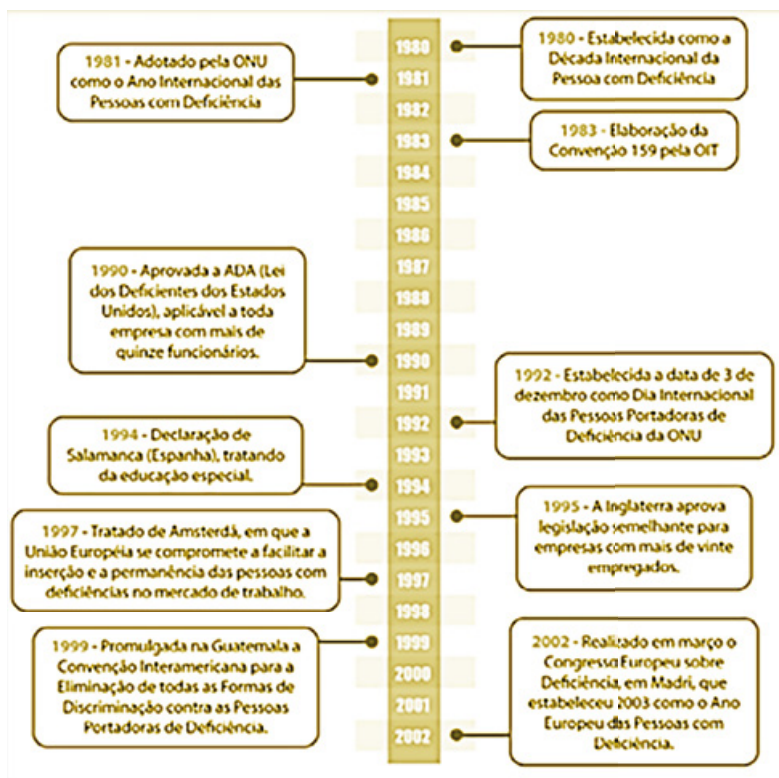 1980 - Estabelecida como a
Década Internacional da
Pessoa com Deficiência
1981 - Adotado pela ONU
como o Ano Internacional das
Pessoas com Deficiência
1983 - Elaboração da
Convenção 159 pela OIT
1990 - Aprovada a ADA (Lei
dos Deficientes dos Estados
Unidos), aplicável a toda
empresa com mais de
quinze funcionários.
1992 - Estabelecida a data de 3 de
dezembro como Dia Internacional
das Pessoas Portadoras de
Deficiência da ONU
1994 - Declaração de
Salamanca (Espanha), tratando
da educação especial.
1995 - A Inglaterra aprova
legislação semelhante para
empresas com mais de vinte
empregados.
1997 - Tratado de Amsterdã, em que a
União Européia se compromete a facilitar a
inserção e a permanência das pessoas com
deficiências no mercado de trabalho.
1999 - Promulgada na Guatemala a
Convenção Interamericana para a
Eliminação de todas as Formas de
Discriminação contra as Pessoas
Portadoras de Deficiência.
2002 - Realizado em março o
Congresso Europeu sobre
Deficiência, em Madri, que
estabeleceu 2003 como o Ano
Europeu das Pessoas com
Deficiência.
1980
1981
1982
1983
1984
1985
1986
1987
1988
1989
1990
1991
1992
1993
1994
1995
1996
1997
1998
1999
2000
2001
2002